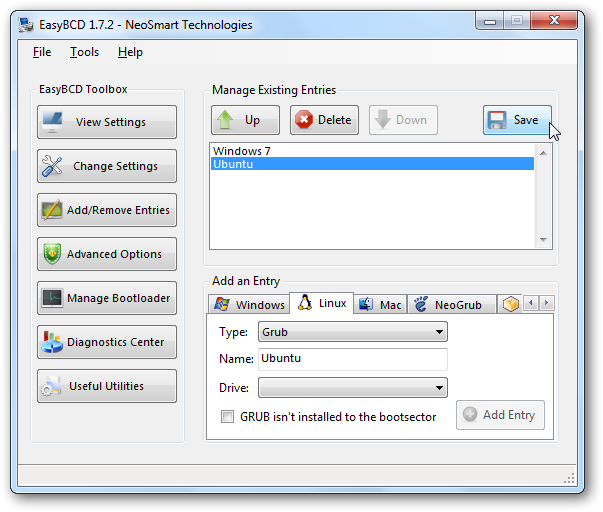 EasyBCD 1.7.2 - NeoSmart Technologies
File Tools Help
EasyBCD Toolbox
View Settings
Change Settings
Add/Remove Entries
Advanced Options
Manage Bootloader
Diagnostics Center
Useful Utilities
Manage Existing Entries
Up Delete Down Save
Windows 7
Ubuntu
Add an Entry
Windows Linux Mac NeoGrub
Type: Grub
Name: Ubuntu
Drive:
GRUB isn't installed to the bootsector
Add Entry